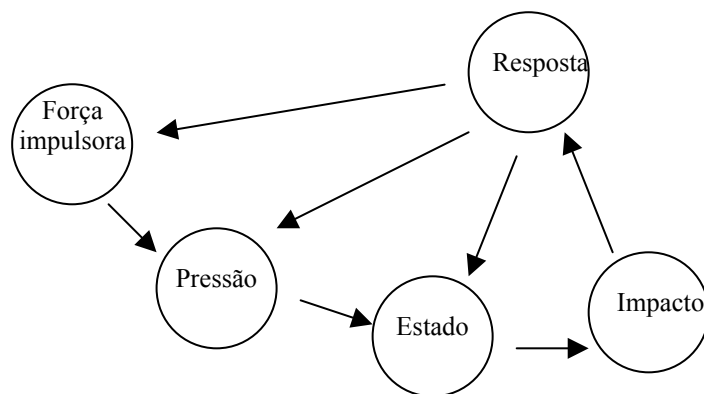 Resposta
Força
impulsora
Pressão
Estado
Impacto